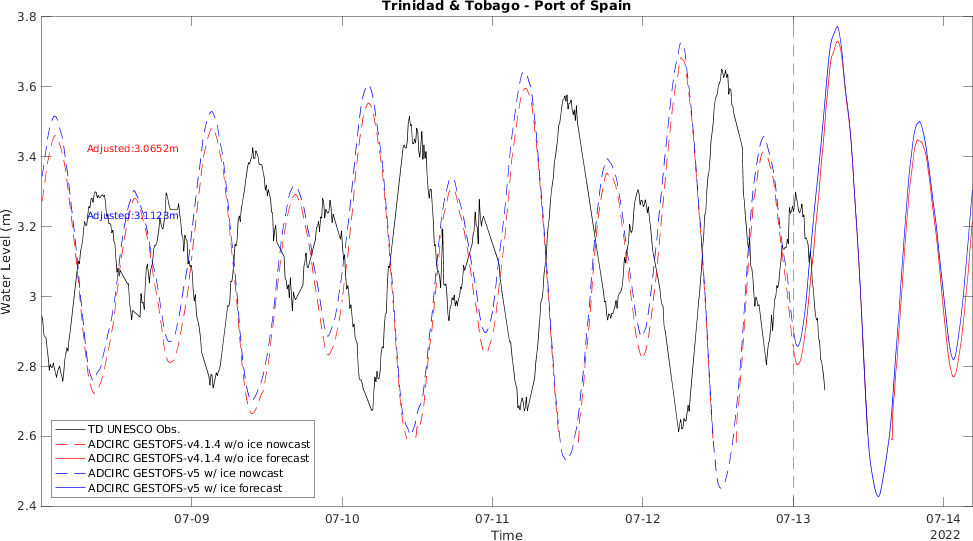 Trinidad & Tobago - Port of Spain
3.8
3.6
3.4
3.2
3
2.8
2.6
2.4
Water Level (m)
Adjusted:3.0652m
Adjusted:3.1123m
TD UNESCO Obs.
ADCIRC GESTOFS-v4.1.4 w/o ice nowcast
ADCIRC GESTOFS-v4.1.4 w/o ice forecast
ADCIRC GESTOFS-v5 w/ ice nowcast
ADCIRC GESTOFS-v5 w/ ice forecast
07-09 07-10 07-11 07-12 07-13 07-14
Time 2022